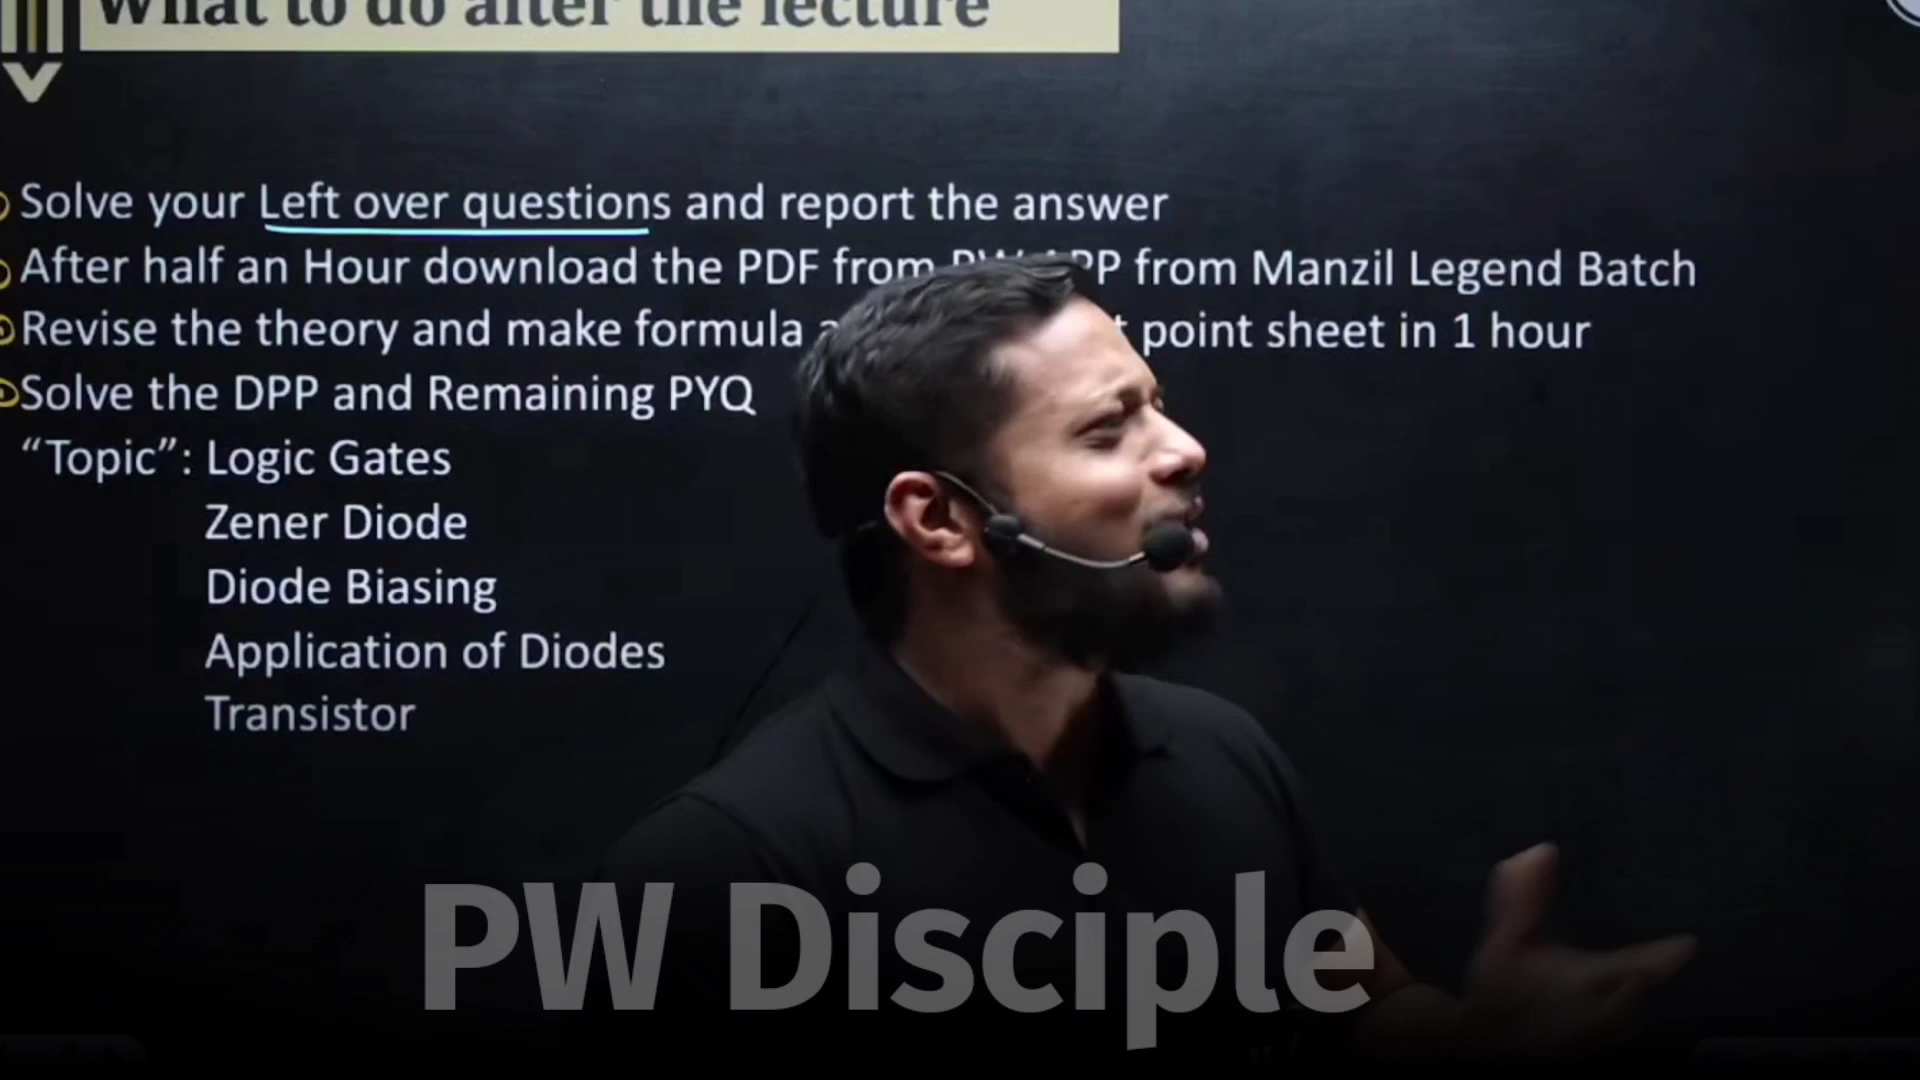 What to do after the lecture
Solve your Left over questions and report the answer
After half an Hour download the PDF from PW APP from Manzil Legend Batch
Revise the theory and make formula point sheet in 1 hour
Solve the DPP and Remaining PYQ
“Topic”: Logic Gates
Zener Diode
Diode Biasing
Application of Diodes
Transistor
PW Disciple